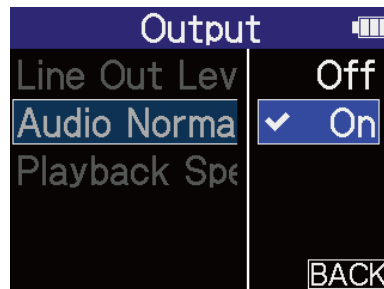 Output
Line Out Lev
Off
Audio Norma
On
Playback Spe
BACK